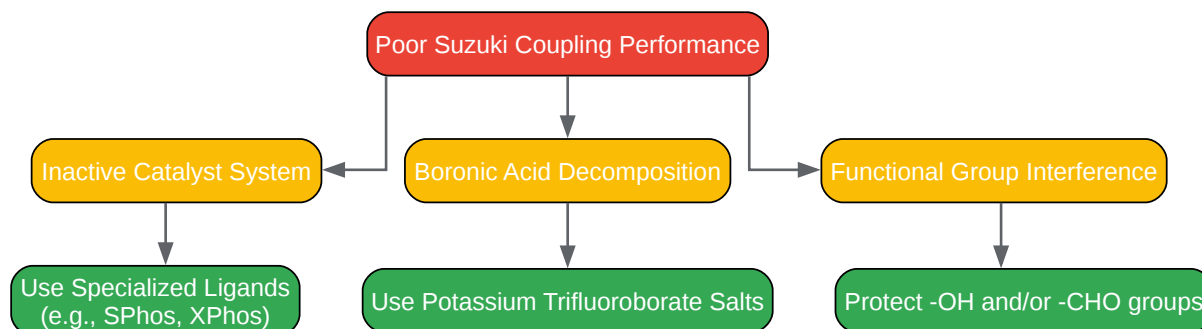 Poor Suzuki Coupling Performance
Inactive Catalyst System
Boronic Acid Decomposition
Functional Group Interference
Use Specialized Ligands
(e.g., SPhos, XPhos)
Use Potassium Trifluoroborate Salts
Protect -OH and/or -CHO groups